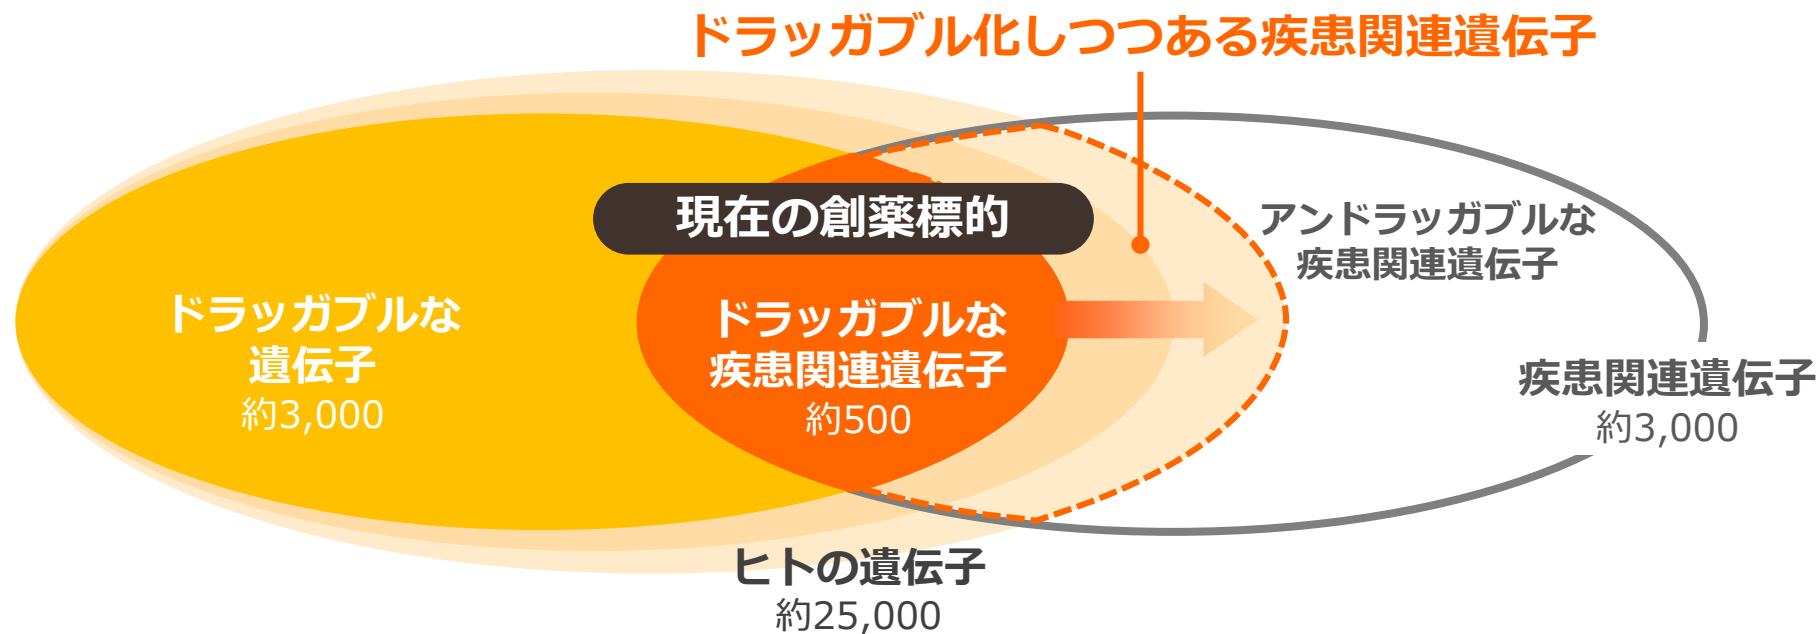 ドラッガブル化しつつある疾患関連遺伝子
現在の創薬標的
アンドラッガブルな
疾患関連遺伝子
ドラッガブルな
遺伝子
約3,000
ドラッガブルな
疾患関連遺伝子
約500
疾患関連遺伝子
約3,000
ヒトの遺伝子
約25,000